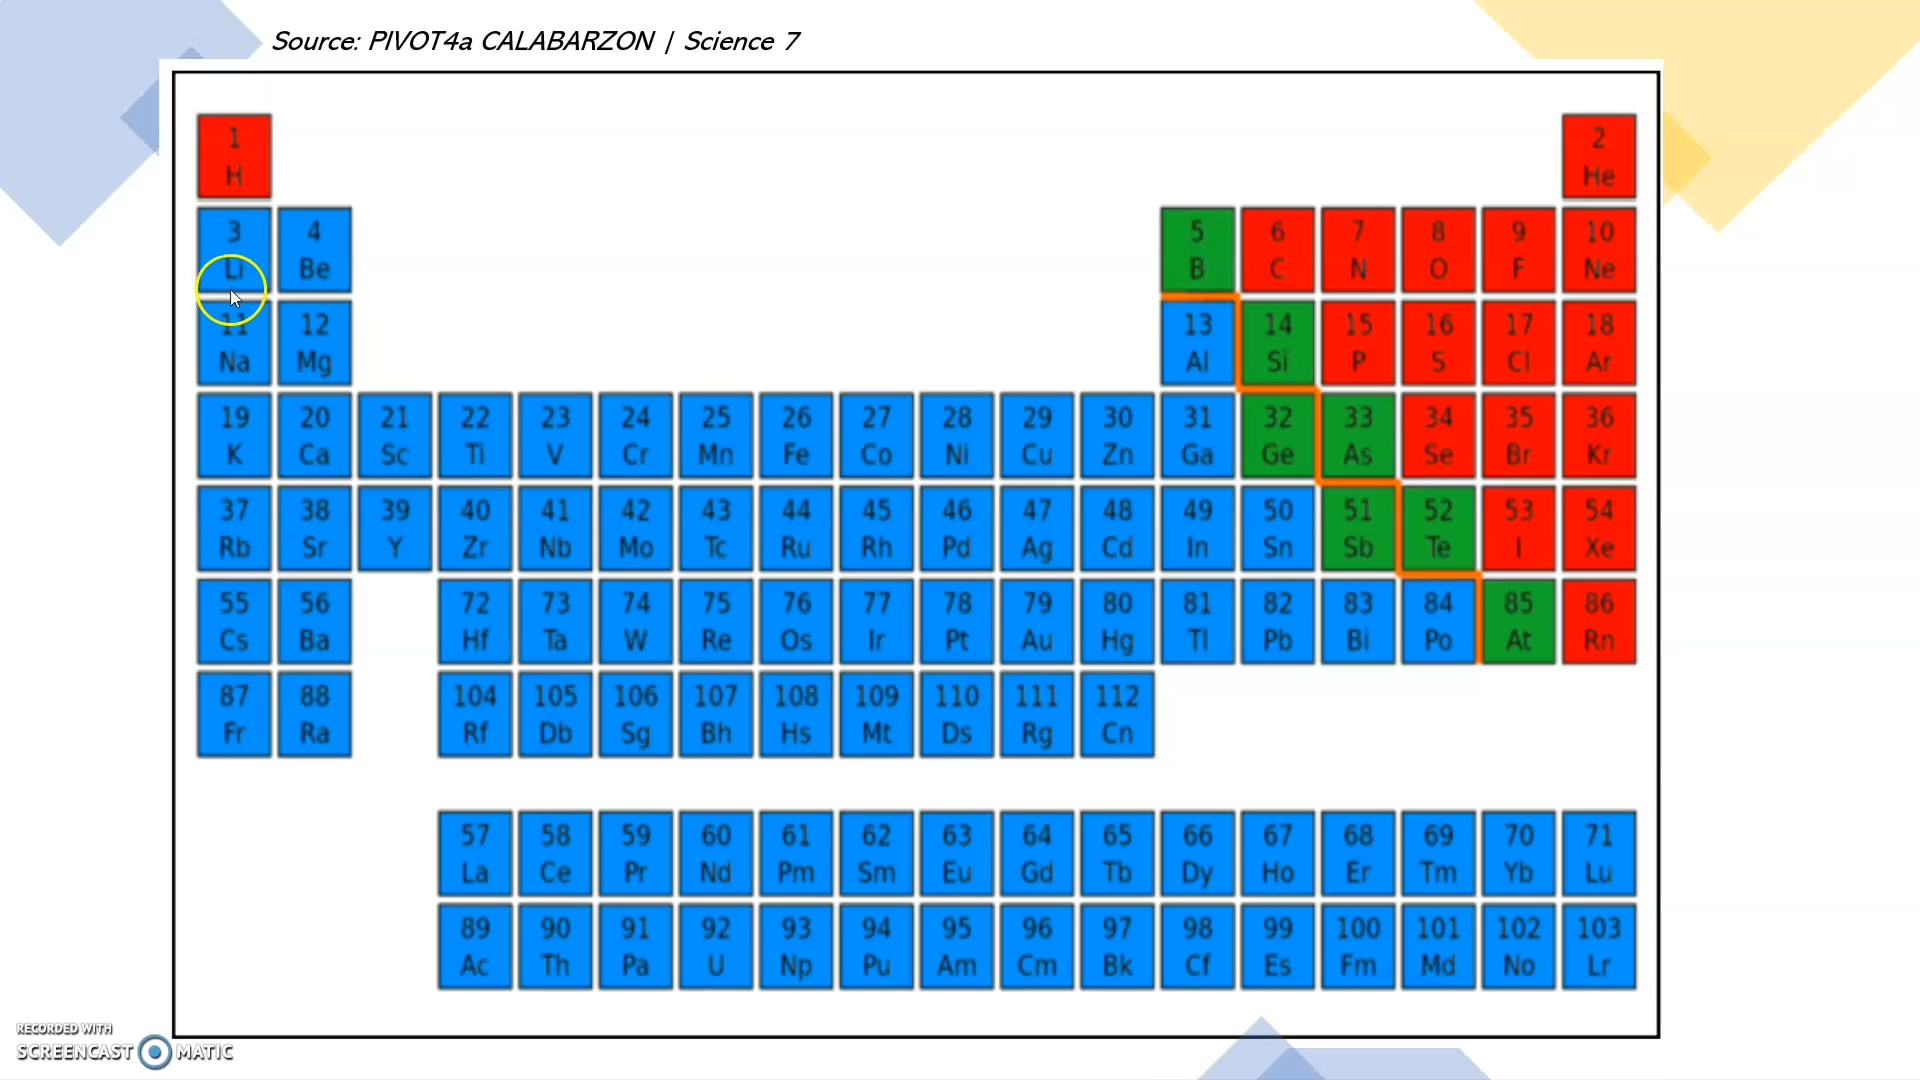 Source: PIVOT4a CALABARZON | Science 7
1 2
H He
3 4 5 6 7 8 9 10
Li Be B C N O F Ne
11 12 13 14 15 16 17 18
Na Mg Al Si P S Cl Ar
19 20 21 22 23 24 25 26 27 28 29 30 31 32 33 34 35 36
K Ca Sc Ti V Cr Mn Fe Co Ni Cu Zn Ga Ge As Se Br Kr
37 38 39 40 41 42 43 44 45 46 47 48 49 50 51 52 53 54
Rb Sr Y Zr Nb Mo Tc Ru Rh Pd Ag Cd In Sn Sb Te I Xe
55 56 72 73 74 75 76 77 78 79 80 81 82 83 84 85 86
Cs Ba Hf Ta W Re Os Ir Pt Au Hg Tl Pb Bi Po At Rn
87 88 104 105 106 107 108 109 110 111 112
Fr Ra Rf Db Sg Bh Hs Mt Ds Rg Cn
57 58 59 60 61 62 63 64 65 66 67 68 69 70 71
La Ce Pr Nd Pm Sm Eu Gd Tb Dy Ho Er Tm Yb Lu
89 90 91 92 93 94 95 96 97 98 99 100 101 102 103
Ac Th Pa U Np Pu Am Cm Bk Cf Es Fm Md No Lr
RECORDED WITH
SCREENCAST MATIC